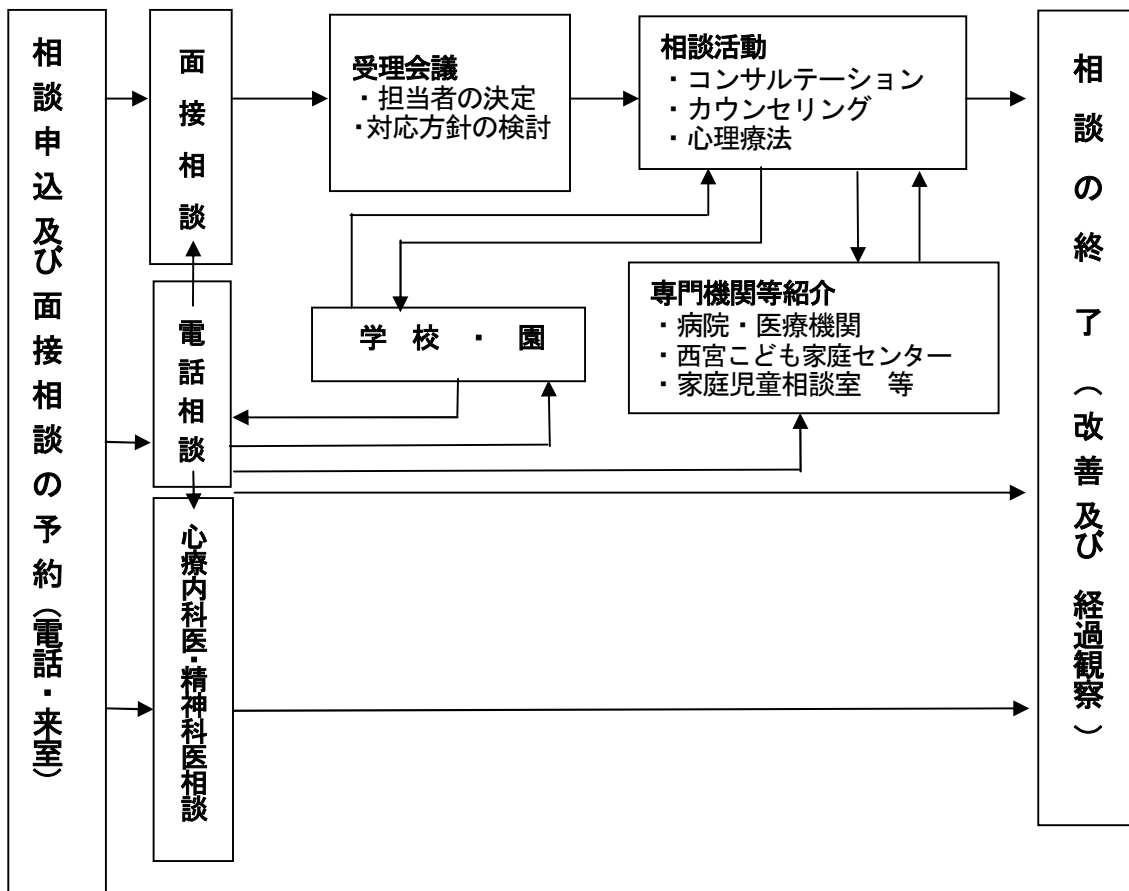 相談申込及び面接相談の予約(電話・来室)
面接相談
受理会議
・担当者の決定
・対応方針の検討
相談活動
・コンサルテーション
・カウンセリング
・心理療法
電話相談
学校・園
専門機関等紹介
・病院・医療機関
・西宮こども家庭センター
・家庭児童相談室　等
心療内科医・精神科医相談
相談の終了(改善及び経過観察)